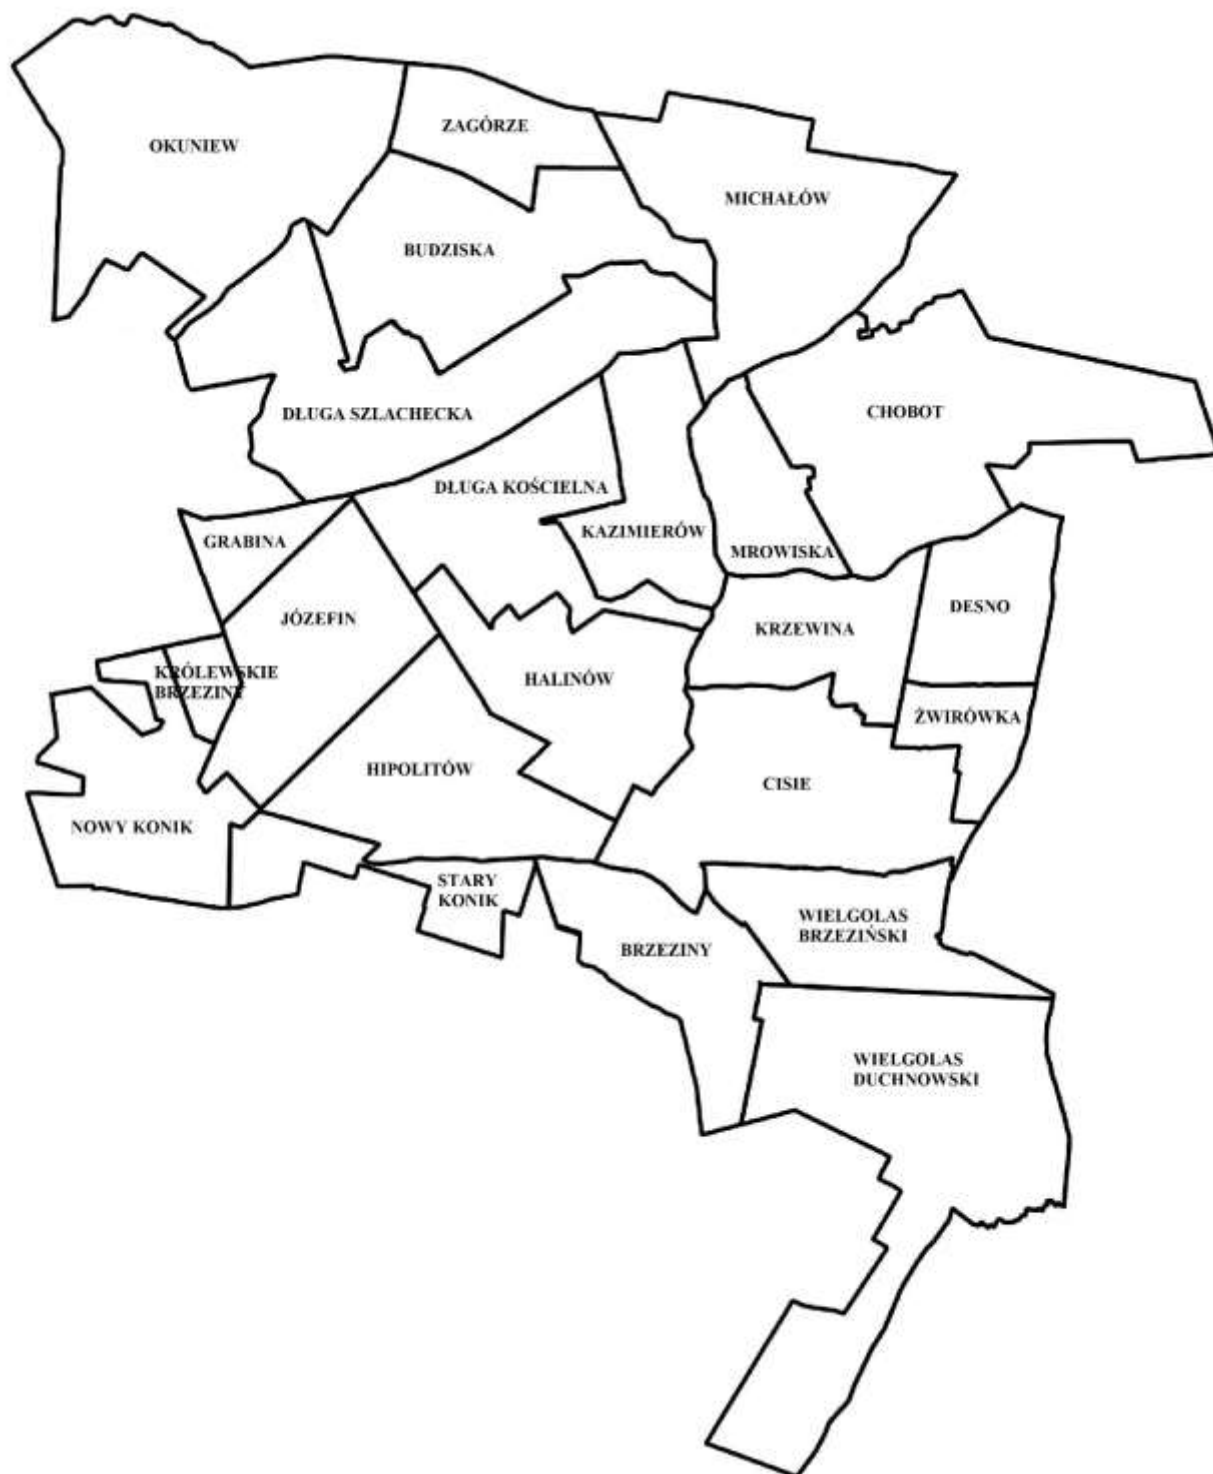 ZAGÓRZE
OKUNIEW
MICHAŁÓW
BUDZISKA
DŁUGA SZLACHECKA
CHOBOT
DŁUGA KOŚCIELNA
KAZIMIERÓW
GRABINA
MROWISKA
DESNO
JÓZEFIN
KRZEWINA
KRÓLEWSKIE
BRZEZINY
HALINÓW
ŻWIRÓWKA
HIPOLITÓW
CISIE
NOWY KONIK
STARY
KONIK
WIELGOLAS
BRZEZIŃSKI
BRZEZINY
WIELGOLAS
DUCHNOWSKI